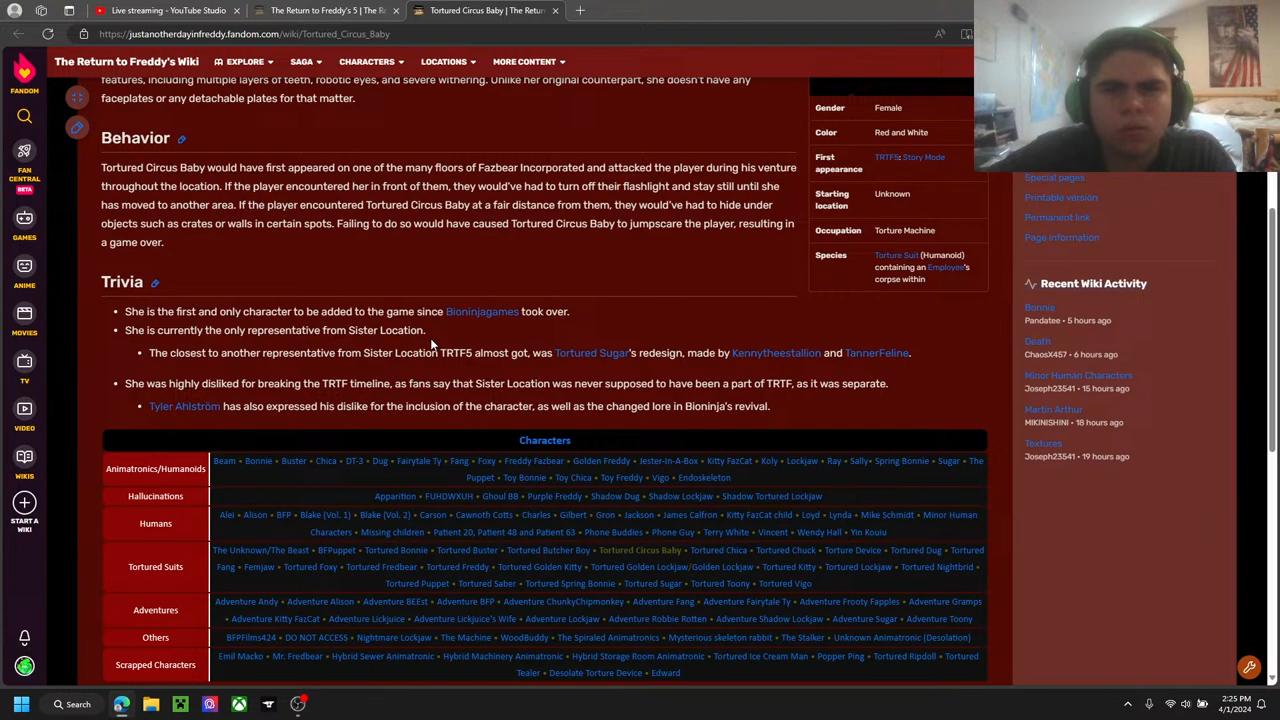 Live Streaming - YouTube St
The Return to Freddy's 5 | The Re
Tortured Circus Baby | The Return
https://justanotherdayinfreddy.fandom.com/wiki/Tortured_Circus_Baby
The Return to Freddy's Wiki
EXPLORE
SAGA
CHARACTERS
LOCATIONS
MORE CONTENT
FANDOM
FAN CENTRAL
BETA
GAMES
ANIME
MOVIES
TV
VIDEO
WIKIS
START A WIKI
features, including multiple layers of teeth, robotic eyes, and severe withering. Unlike her original counterpart, she doesn't have any
faceplates or any detachable plates for that matter.
Behavior
Tortured Circus Baby would have first appeared on one of the many floors of Fazbear Incorporated and attacked the player during his venture
throughout the location. If the player encountered her in front of them, they would've had to turn off their flashlight and stay still until she
has moved to another area. If the player encountered Tortured Circus Baby at a fair distance from them, they would've had to hide under
objects such as crates or walls in certain spots. Failing to do so would have caused Tortured Circus Baby to jumpscare the player, resulting in
a game over.
Trivia
• She is the first and only character to be added to the game since Bioninjagames took over.
• She is currently the only representative from Sister Location.
• The closest to another representative from Sister Location TRTF5 almost got, was Tortured Sugar's redesign, made by Kennytheestallion and TannerFeline.
• She was highly disliked for breaking the TRTF timeline, as fans say that Sister Location was never supposed to have been a part of TRTF, as it was separate.
• Tyler Ahlström has also expressed his dislike for the inclusion of the character, as well as the changed lore in Bioninja's revival.
Gender Female
Color Red and White
First appearance TRTF5: Story Mode
Starting location Unknown
Occupation Torture Machine
Species Torture Suit (Humanoid)
containing an Employee's
corpse within
Special pages
Printable version
Permanent link
Page information
Recent Wiki Activity
Bonnie
Pandatee • 5 hours ago
Death
ChaosX457 • 6 hours ago
Minor Human Characters
Joseph23541 • 15 hours ago
Martin Arthur
MIKINISHINI • 18 hours ago
Textures
Joseph23541 • 19 hours ago
Characters
Animatronics/Humanoids
Beam • Bonnie • Buster • Chica • DT-3 • Dug • Fairytale Ty • Fang • Foxy • Freddy Fazbear • Golden Freddy • Jester-In-A-Box • Kitty FazCat • Koly • Lockjaw • Ray • Sally • Spring Bonnie • Sugar • The
Puppet • Toy Bonnie • Toy Chica • Toy Freddy • Vigo • Endoskeleton
Hallucinations
Apparition • FUHDWXUH • Ghoul BB • Purple Freddy • Shadow Dug • Shadow Lockjaw • Shadow Tortured Lockjaw
Humans
Alei • Alison • BFP • Blake (Vol. 1) • Blake (Vol. 2) • Carson • Cawnoth Cotts • Charles • Gilbert • Gron • Jackson • James Calfron • Kitty FazCat child • Loyd • Lynda • Mike Schmidt • Minor Human
Characters • Missing children • Patient 20, Patient 48 and Patient 63 • Phone Buddies • Phone Guy • Terry White • Vincent • Wendy Hall • Yin Kouiu
Tortured Suits
The Unknown/The Beast • BFPuppet • Tortured Bonnie • Tortured Buster • Tortured Butcher Boy • Tortured Circus Baby • Tortured Chica • Tortured Chuck • Torture Device • Tortured Dug • Tortured
Fang • Femjaw • Tortured Foxy • Tortured Fredbear • Tortured Freddy • Tortured Golden Kitty • Tortured Golden Lockjaw/Golden Lockjaw • Tortured Kitty • Tortured Lockjaw • Tortured Nightbrid •
Tortured Puppet • Tortured Saber • Tortured Spring Bonnie • Tortured Sugar • Tortured Toony • Tortured Vigo
Adventures
Adventure Andy • Adventure Alison • Adventure BEEst • Adventure BFP • Adventure ChunkyChipmonkey • Adventure Fang • Adventure Fairytale Ty • Adventure Frooty Fapples • Adventure Gramps
• Adventure Kitty FazCat • Adventure Lickjuice • Adventure Lickjuice's Wife • Adventure Lockjaw • Adventure Robbie Rotten • Adventure Shadow Lockjaw • Adventure Sugar • Adventure Toony
Others
BFPFilms424 • DO NOT ACCESS • Nightmare Lockjaw • The Machine • WoodBuddy • The Spiraled Animatronics • Mysterious skeleton rabbit • The Stalker • Unknown Animatronic (Desolation)
Scrapped Characters
Emil Macko • Mr. Fredbear • Hybrid Sewer Animatronic • Hybrid Machinery Animatronic • Hybrid Storage Room Animatronic • Tortured Ice Cream Man • Popper Ping • Tortured Ripdoll • Tortured
Tealer • Desolate Torture Device • Edward
Search
2:25 PM
4/1/2024